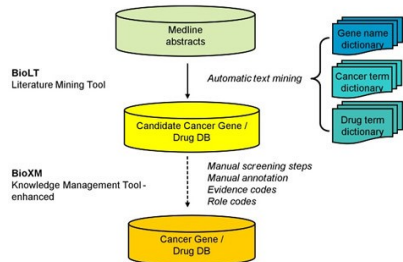 Medline
abstracts
Gene name
dictionary
BioLT
Literature Mining Tool
Automatic text mining
Cancer term
dictionary
Drug term
dictionary
Candidate Cancer Gene /
Drug DB
BioXM
Knowledge Management Tool -
enhanced
Manual screening steps
Manual annotation
Evidence codes
Role codes
Cancer Gene /
Drug DB